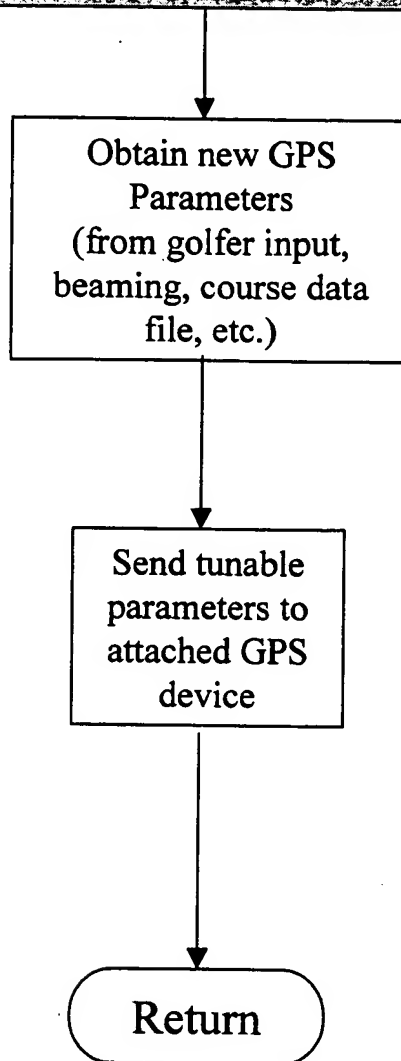 Obtain new GPS
Parameters
(from golfer input,
beaming, course data
file, etc.)
Send tunable
parameters to
attached GPS
device
Return